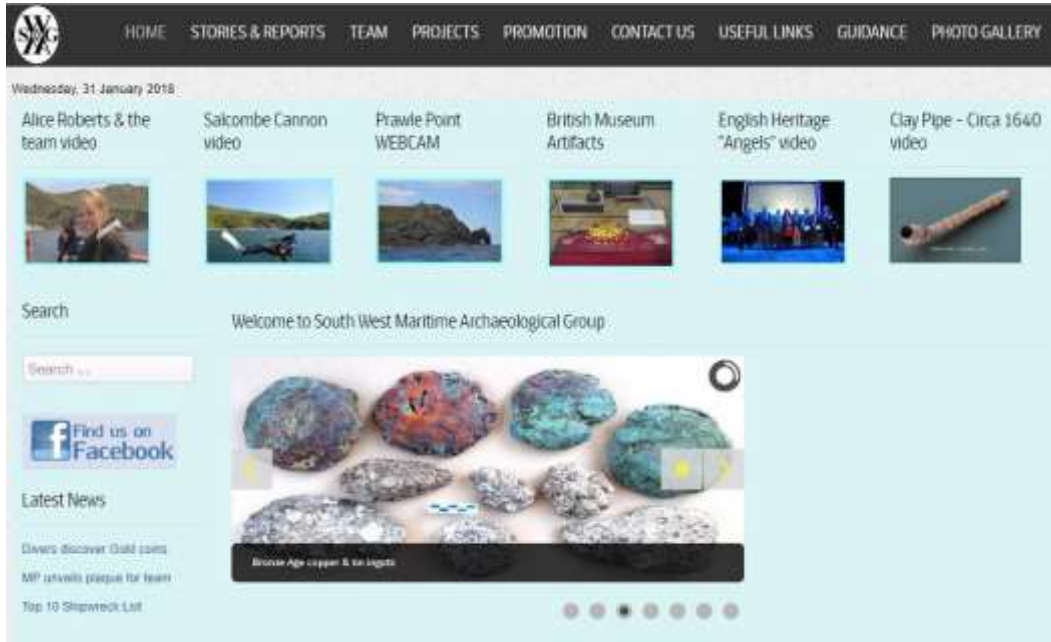 HOME STORIES & REPORTS TEAM PROJECTS PROMOTION CONTACT US USEFUL LINKS GUIDANCE PHOTO GALLERY
Wednesday, 31 January 2018
Alice Roberts & the
team video
Salcombe Cannon
video
Prawle Point
WEBCAM
British Museum
Artifacts
English Heritage
"Angels" video
Clay Pipe - Circa 1640
video
Search
Search ...
Find us on
Facebook
Latest News
Divers discover Gold coins
MP unveils plaque for team
Top 10 Shipwreck List
Welcome to South West Maritime Archaeological Group
Bronze Age copper & tin ingots